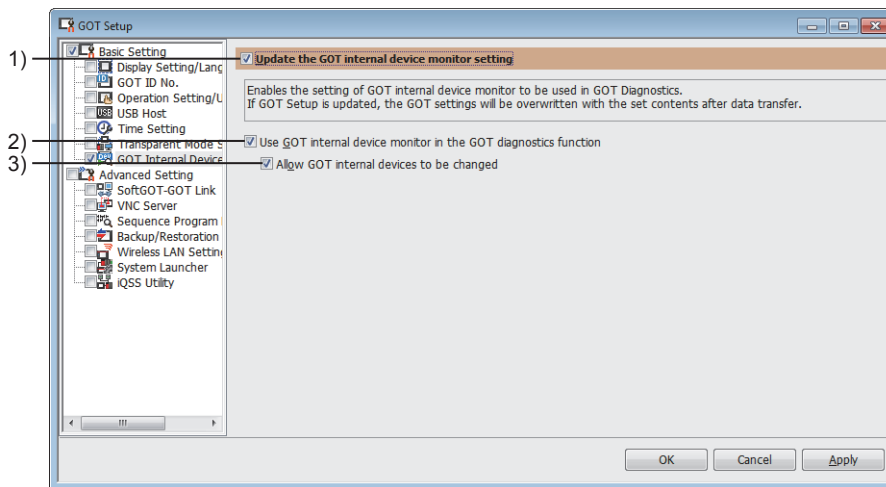 GOT Setup
1)
2)
3)
Basic Setting
Display Setting/Lang
GOT ID No.
Operation Setting/U
USB Host
Time Setting
Transparent Mode S
GOT Internal Device
Advanced Setting
SoftGOT-GOT Link
VNC Server
Sequence Program
Backup/Restoration
Wireless LAN Setting
System Launcher
iQSS Utility
Update the GOT internal device monitor setting
Enables the setting of GOT internal device monitor to be used in GOT Diagnostics.
If GOT Setup is updated, the GOT settings will be overwritten with the set contents after data transfer.
Use GOT internal device monitor in the GOT diagnostics function
Allow GOT internal devices to be changed
OK
Cancel
Apply